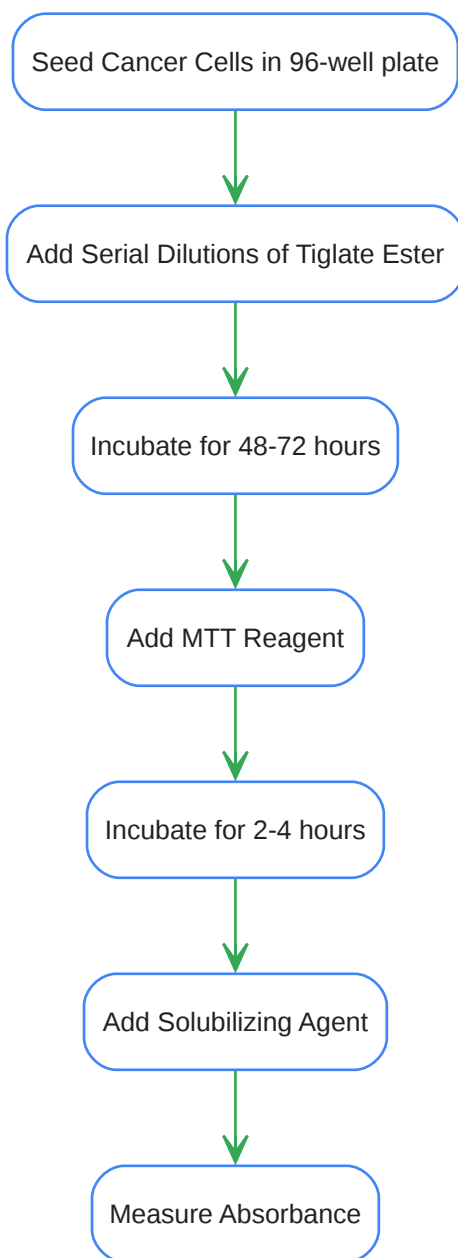 Seed Cancer Cells in 96-well plate
Add Serial Dilutions of Tiglate Ester
Incubate for 48-72 hours
Add MTT Reagent
Incubate for 2-4 hours
Add Solubilizing Agent
Measure Absorbance